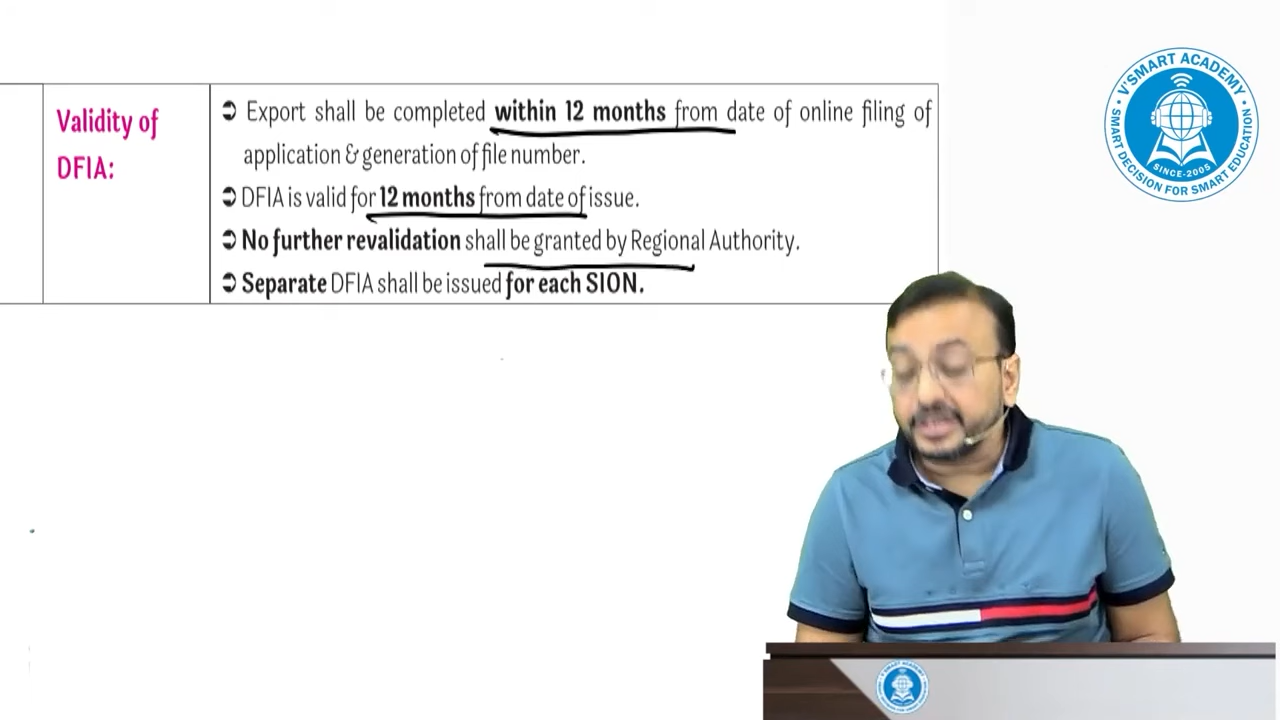 Validity of
DFIA:
➲ Export shall be completed within 12 months from date of online filing of
application & generation of file number.
➲ DFIA is valid for 12 months from date of issue.
➲ No further revalidation shall be granted by Regional Authority.
➲ Separate DFIA shall be issued for each SION.
V'SMART ACADEMY
SINCE-2005
SMART DECISION FOR SMART EDUCATION